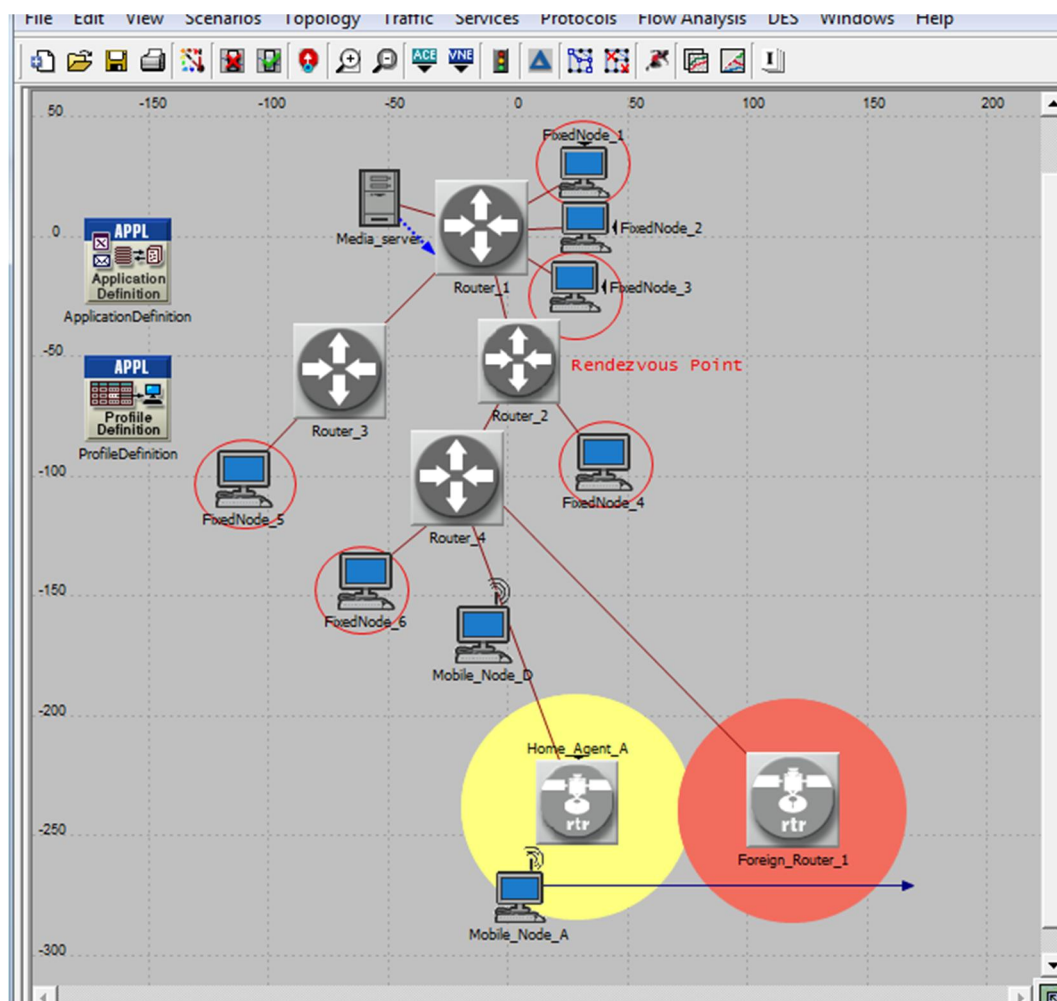 File Edit View Scenarios Topology Traffic Services Protocols Flow Analysis DES Windows Help
ACE VNE
-150 -100 -50 0 50 100 150 200
50
FixedNode_1
APPL
0
Media_server
FixedNode_2
Application
Definition
Router_1
FixedNode_3
ApplicationDefinition
-50
APPL
Rendezvous Point
Profile
Definition
Router_2
Router_3
ProfileDefinition
-100
FixedNode_4
FixedNode_5
Router_4
-150
FixedNode_6
Mobile_Node_D
-200
Home_Agent_A
rtr
rtr
-250
Foreign_Router_1
Mobile_Node_A
-300